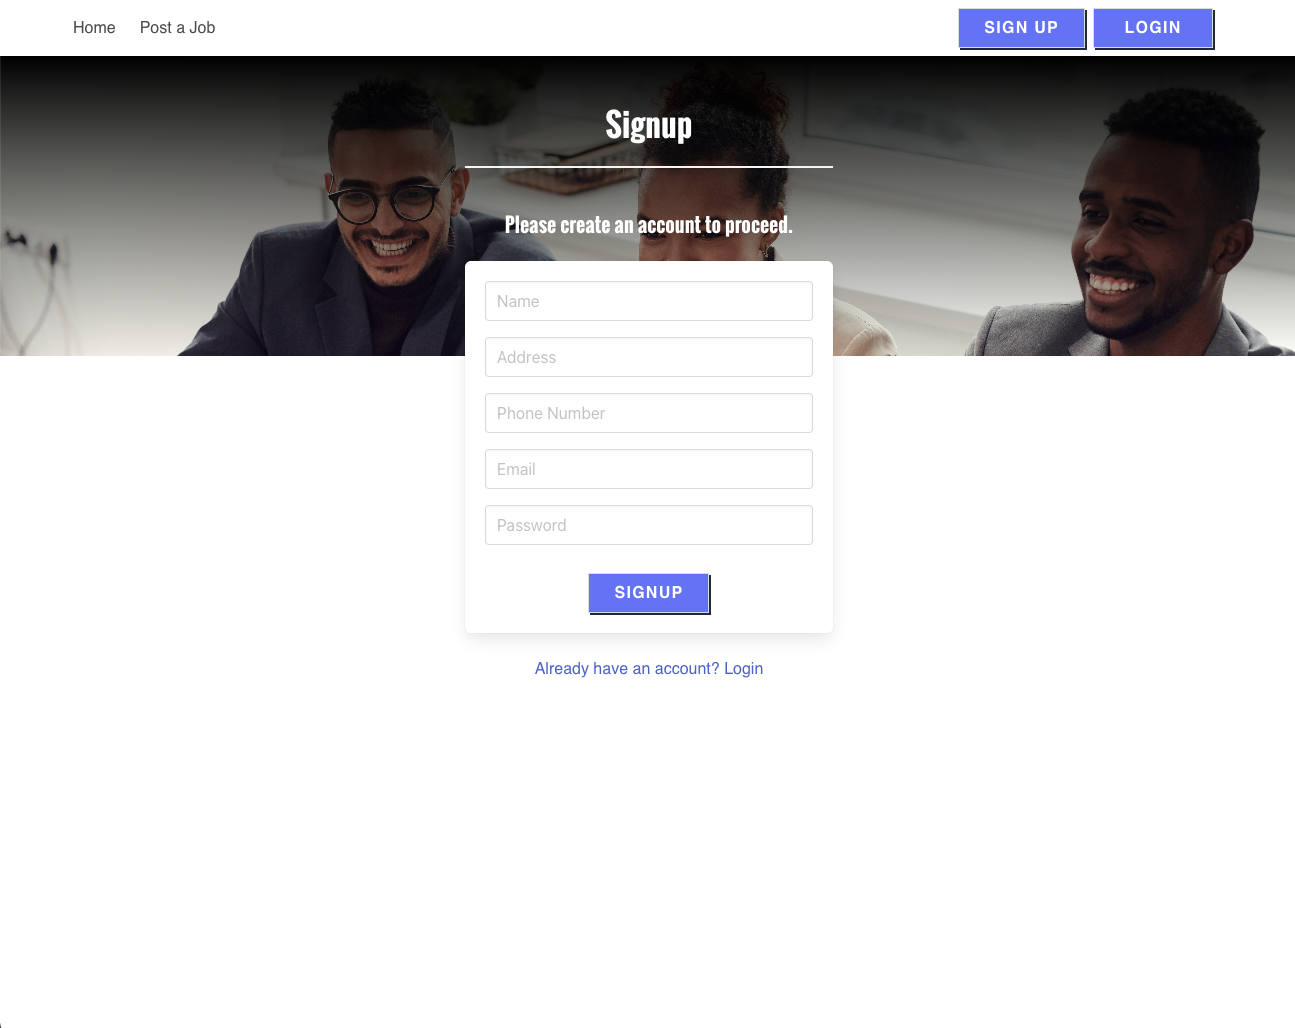 Home Post a Job SIGN UP LOGIN
Signup
Please create an account to proceed.
Name
Address
Phone Number
Email
Password
SIGNUP
Already have an account? Login